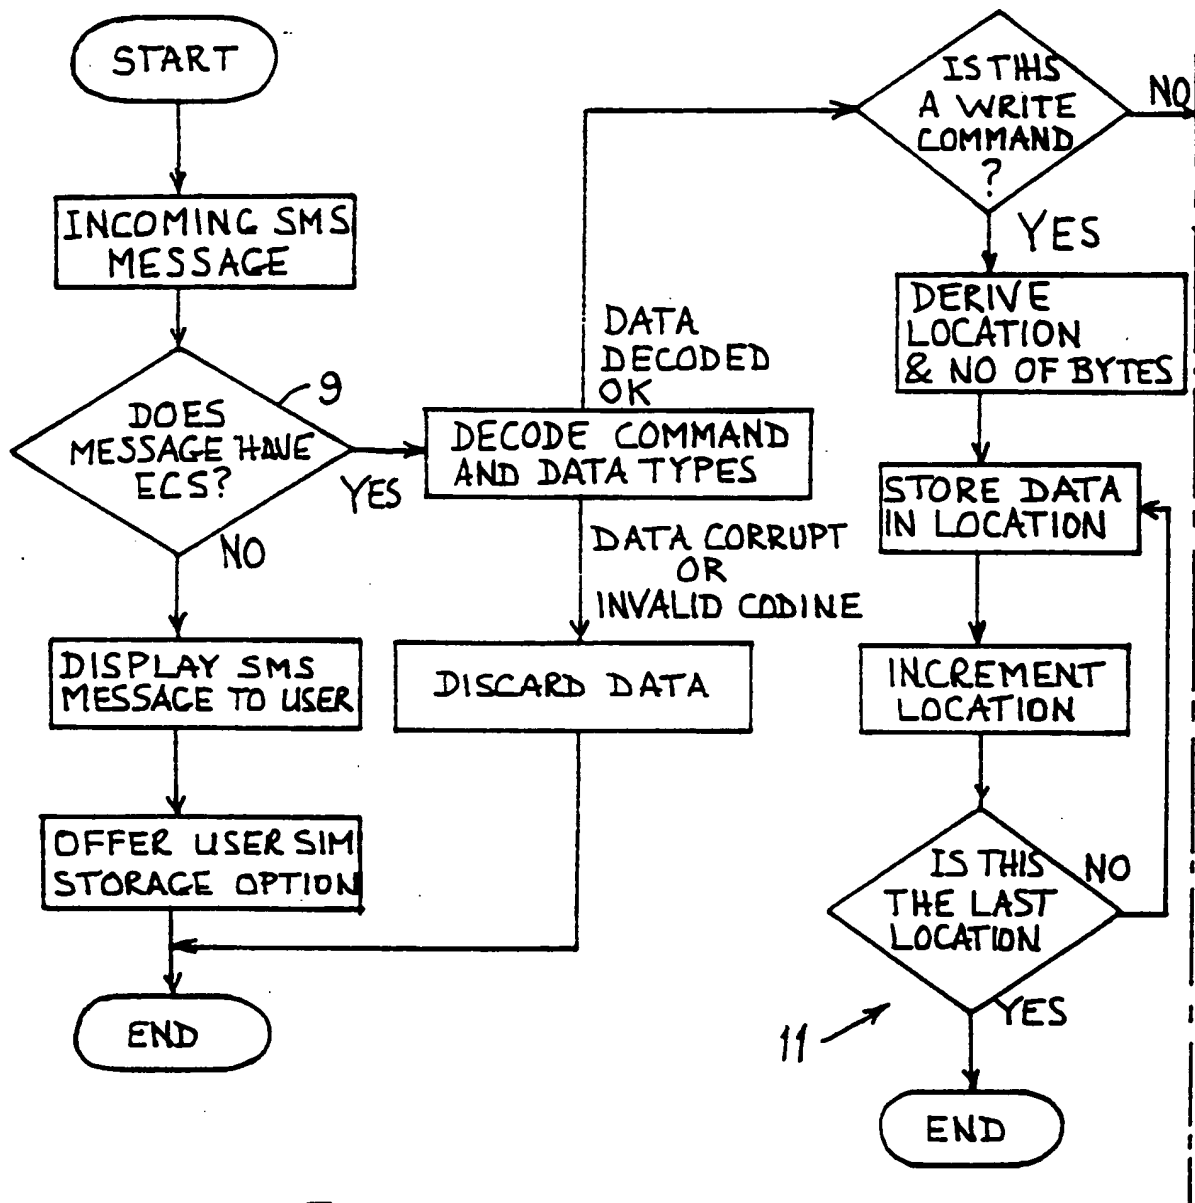 START
INCOMING SMS
MESSAGE
9
DOES
MESSAGE HAVE
ECS?
YES
NO
DISPLAY SMS
MESSAGE TO USER
OFFER USER SIM
STORAGE OPTION
END
DATA
DECODED
OK
DECODE COMMAND
AND DATA TYPES
DATA CORRUPT
OR
INVALID CODINE
DISCARD DATA
IS THIS
A WRITE
COMMAND
?
NO
YES
DERIVE
LOCATION
& NO OF BYTES
STORE DATA
IN LOCATION
INCREMENT
LOCATION
IS THIS
THE LAST
LOCATION
NO
YES
11
END